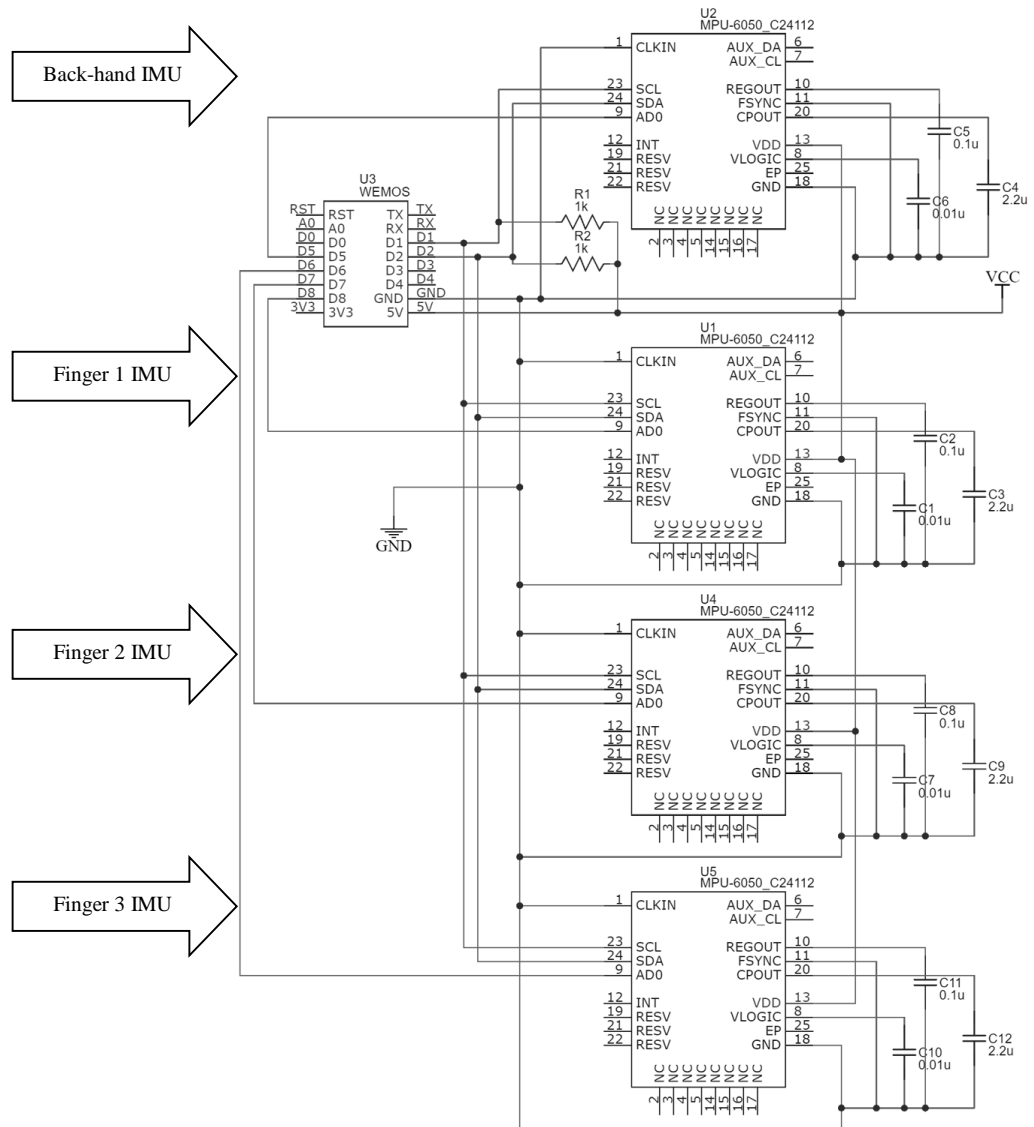 Back-hand IMU
U2
MPU-6050_C24112
1 CLKIN AUX_DA 6
AUX_CL 7
23 SCL REGOUT 10
24 SDA FSYNC 11
9 AD0 CPOUT 20
12 INT VDD 13
19 RESV VLOGIC 8
21 RESV EP 25
22 RESV GND 18
NC NC NC NC NC NC NC NC
2 3 4 5 14 15 16 17
C5
0.1u
C4
2.2u
C6
0.01u
R1
1k
R2
1k
U3
WEMOS
RST RST TX TX
A0 A0 RX RX
D0 D0 D1 D1
D5 D5 D2 D2
D6 D6 D3 D3
D7 D7 D4 D4
D8 D8 GND GND
3V3 3V3 5V 5V
VCC
Finger 1 IMU
U1
MPU-6050_C24112
1 CLKIN AUX_DA 6
AUX_CL 7
23 SCL REGOUT 10
24 SDA FSYNC 11
9 AD0 CPOUT 20
12 INT VDD 13
19 RESV VLOGIC 8
21 RESV EP 25
22 RESV GND 18
NC NC NC NC NC NC NC NC
2 3 4 5 14 15 16 17
C2
0.1u
C3
2.2u
C1
0.01u
GND
Finger 2 IMU
U4
MPU-6050_C24112
1 CLKIN AUX_DA 6
AUX_CL 7
23 SCL REGOUT 10
24 SDA FSYNC 11
9 AD0 CPOUT 20
12 INT VDD 13
19 RESV VLOGIC 8
21 RESV EP 25
22 RESV GND 18
NC NC NC NC NC NC NC NC
2 3 4 5 14 15 16 17
C8
0.1u
C9
2.2u
C7
0.01u
Finger 3 IMU
U5
MPU-6050_C24112
1 CLKIN AUX_DA 6
AUX_CL 7
23 SCL REGOUT 10
24 SDA FSYNC 11
9 AD0 CPOUT 20
12 INT VDD 13
19 RESV VLOGIC 8
21 RESV EP 25
22 RESV GND 18
NC NC NC NC NC NC NC NC
2 3 4 5 14 15 16 17
C11
0.1u
C12
2.2u
C10
0.01u